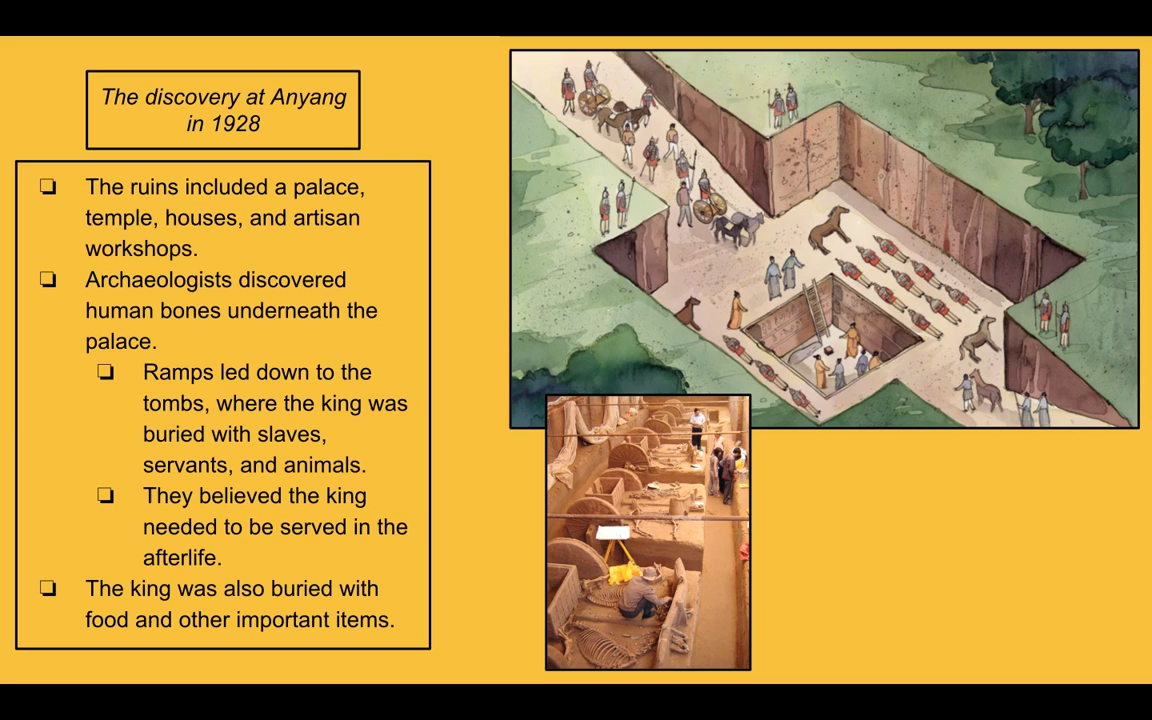 The discovery at Anyang
in 1928
❏ The ruins included a palace,
temple, houses, and artisan
workshops.
❏ Archaeologists discovered
human bones underneath the
palace.
❏ Ramps led down to the
tombs, where the king was
buried with slaves,
servants, and animals.
❏ They believed the king
needed to be served in the
afterlife.
❏ The king was also buried with
food and other important items.